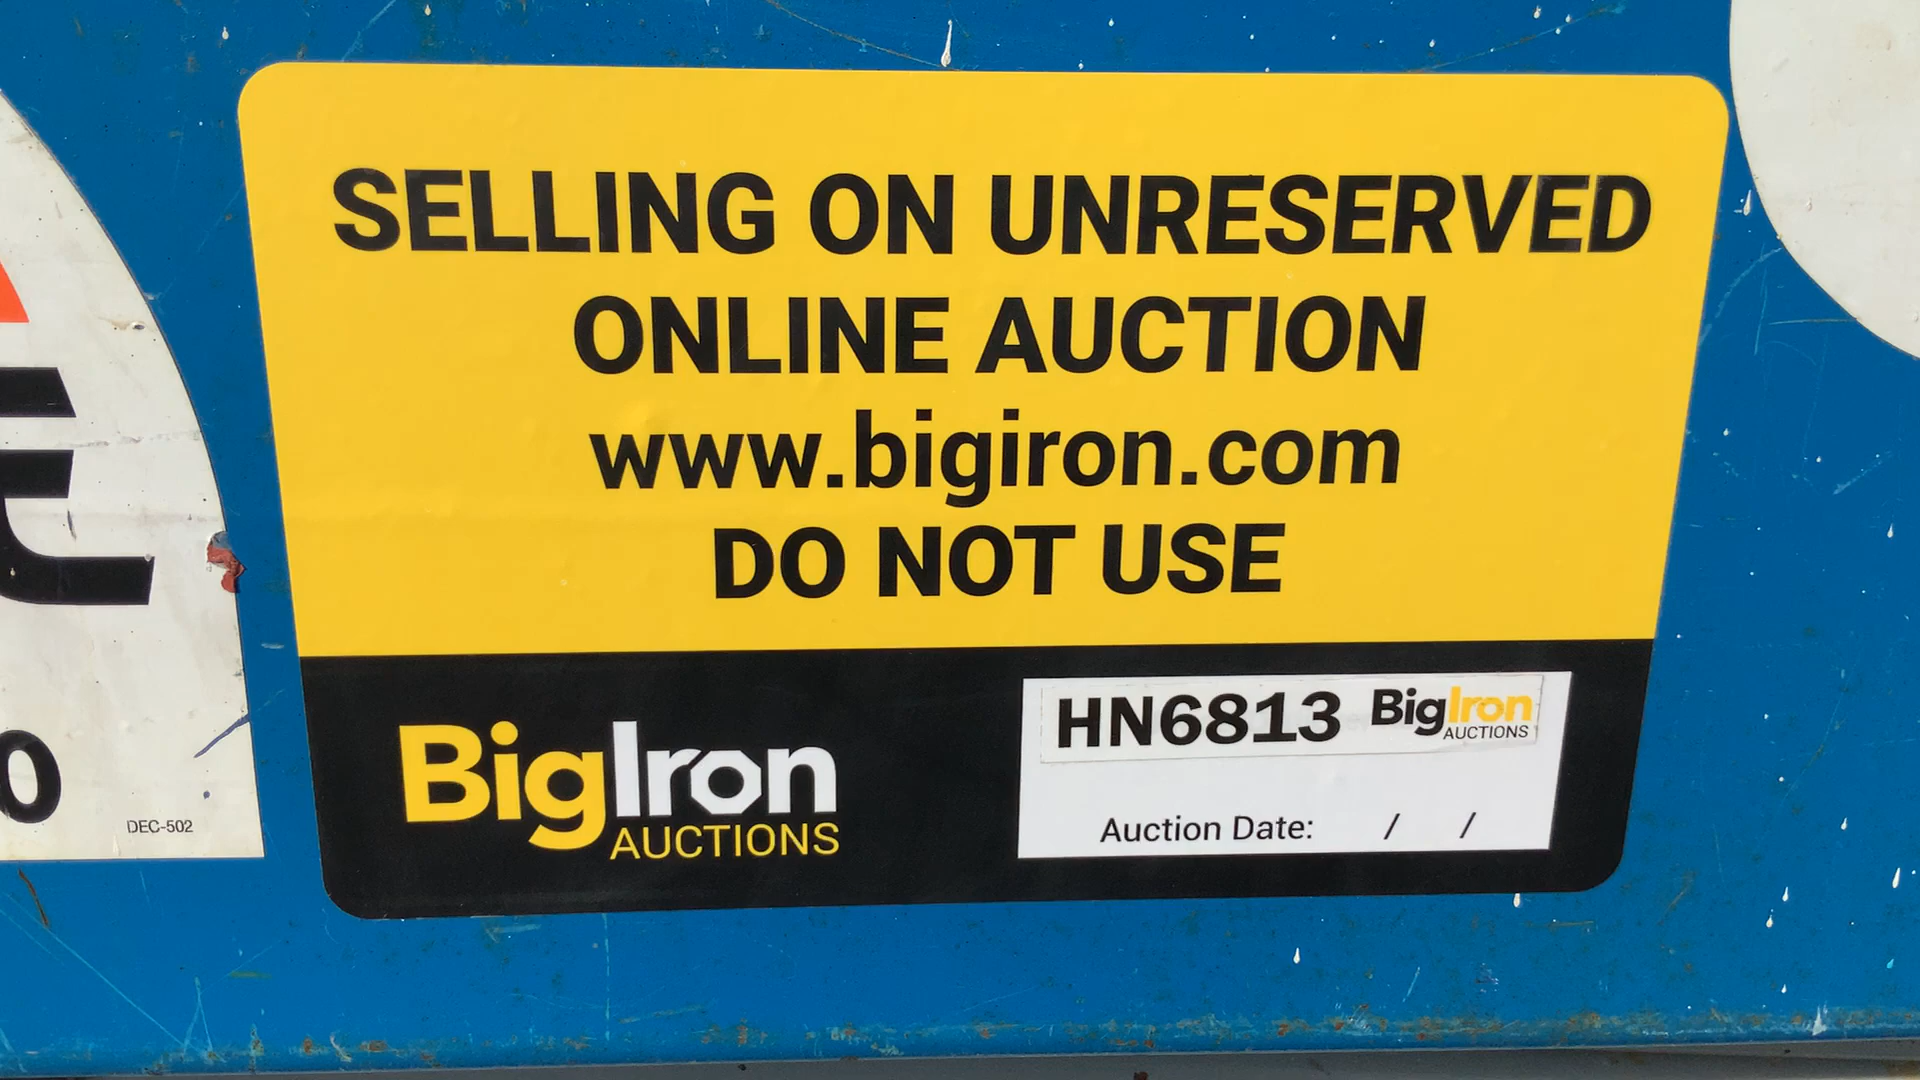 SELLING ON UNRESERVED
ONLINE AUCTION
www.bigiron.com
DO NOT USE
BigIron
AUCTIONS
HN6813 BigIron
AUCTIONS
Auction Date: / /
DEC-502